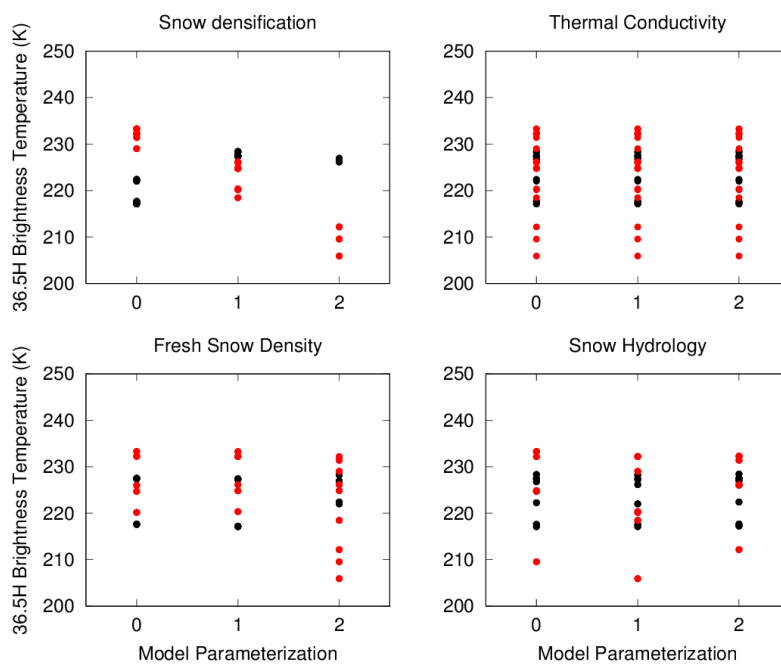 Snow densification
Thermal Conductivity
36.5H Brightness Temperature (K)
250
240
230
220
210
200
0 1 2
250
240
230
220
210
200
0 1 2
Fresh Snow Density
Snow Hydrology
36.5H Brightness Temperature (K)
250
240
230
220
210
200
0 1 2
Model Parameterization
250
240
230
220
210
200
0 1 2
Model Parameterization